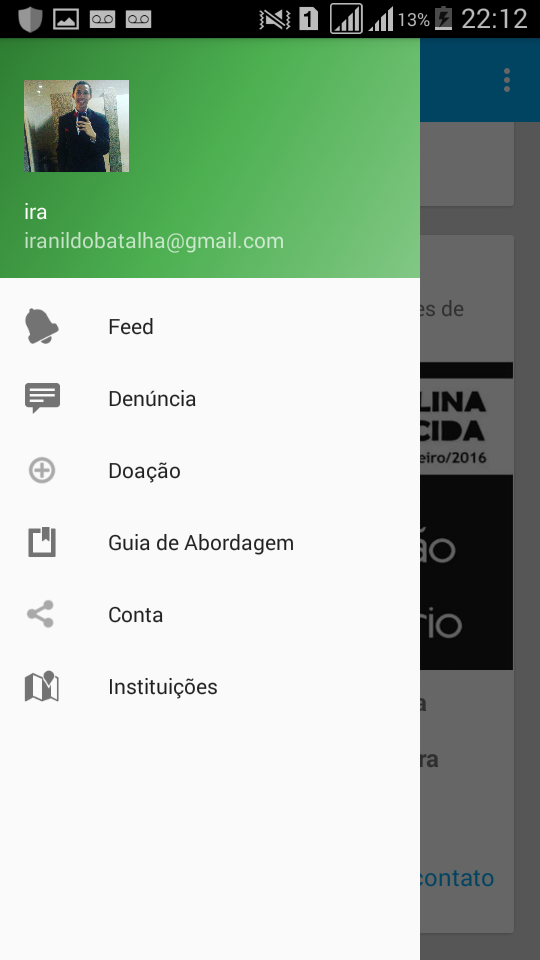 1
13%
22:12
ira
iranildobatalha@gmail.com
Feed
Denúncia
Doação
Guia de Abordagem
Conta
Instituições
es de
LINA
CIDA
eiro/2016
ão
rio
a
ra
contato